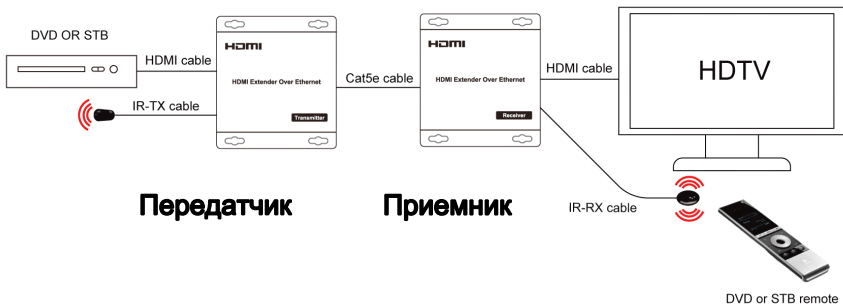 DVD OR STB
HDMI cable
IR-TX cable
HDMI
HDMI Extender Over Ethernet
Transmitter
Cat5e cable
HDMI
HDMI Extender Over Ethernet
Receiver
HDMI cable
HDTV
Передатчик
Приемник
IR-RX cable
DVD or STB remote